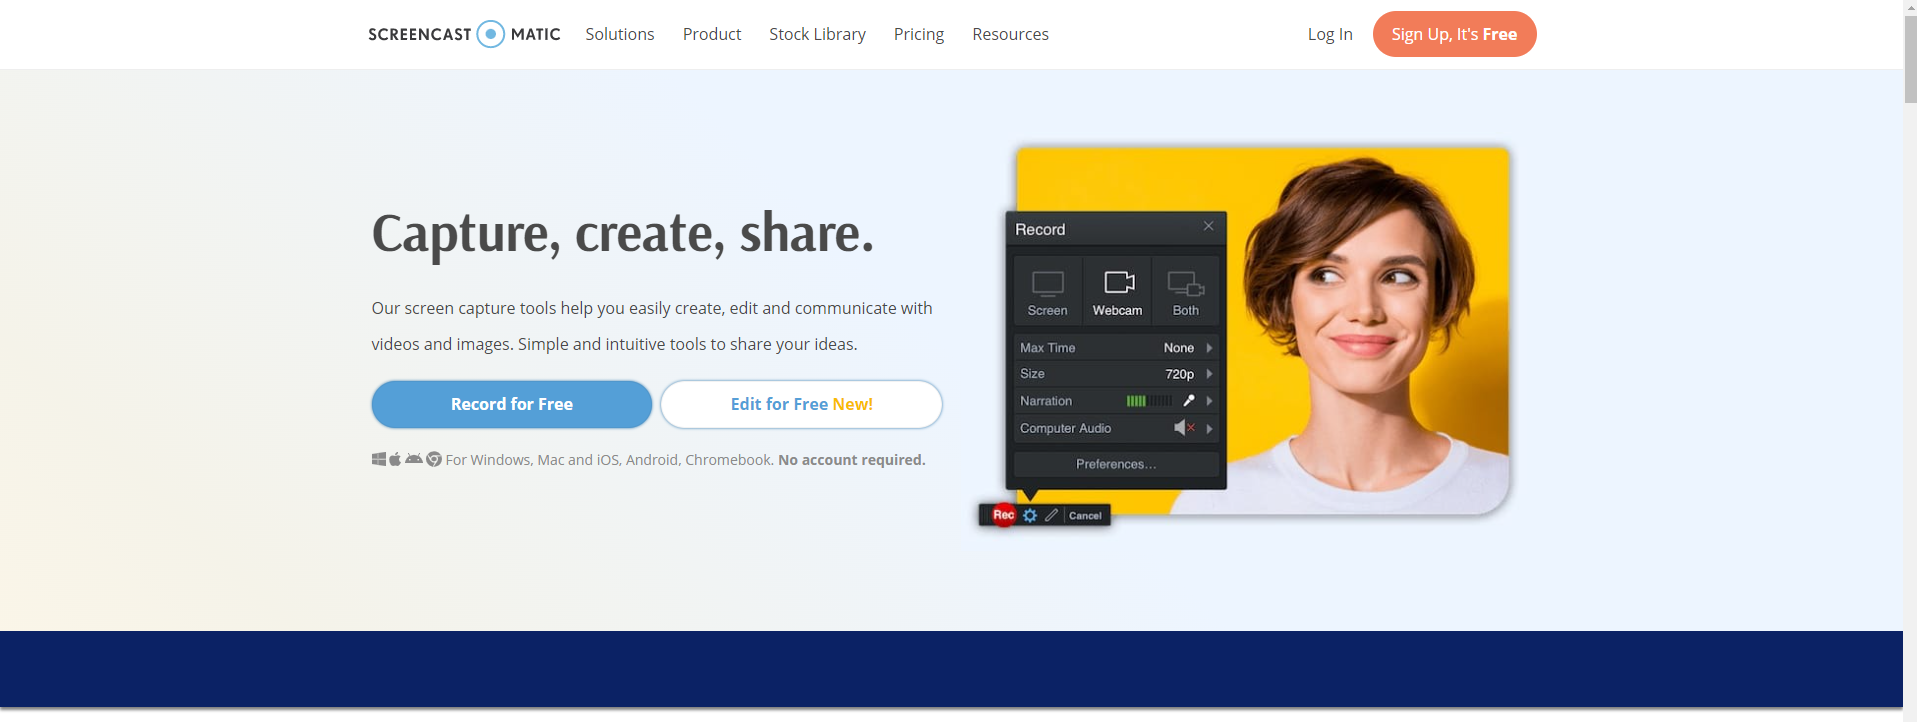 SCREENCAST MATIC Solutions Product Stock Library Pricing Resources Log In Sign Up, It's Free
Capture, create, share.
Our screen capture tools help you easily create, edit and communicate with
videos and images. Simple and intuitive tools to share your ideas.
Record for Free Edit for Free New!
For Windows, Mac and iOS, Android, Chromebook. No account required.
Record
Screen Webcam Both
Max Time None
Size 720p
Narration
Computer Audio
Preferences...
Rec Cancel